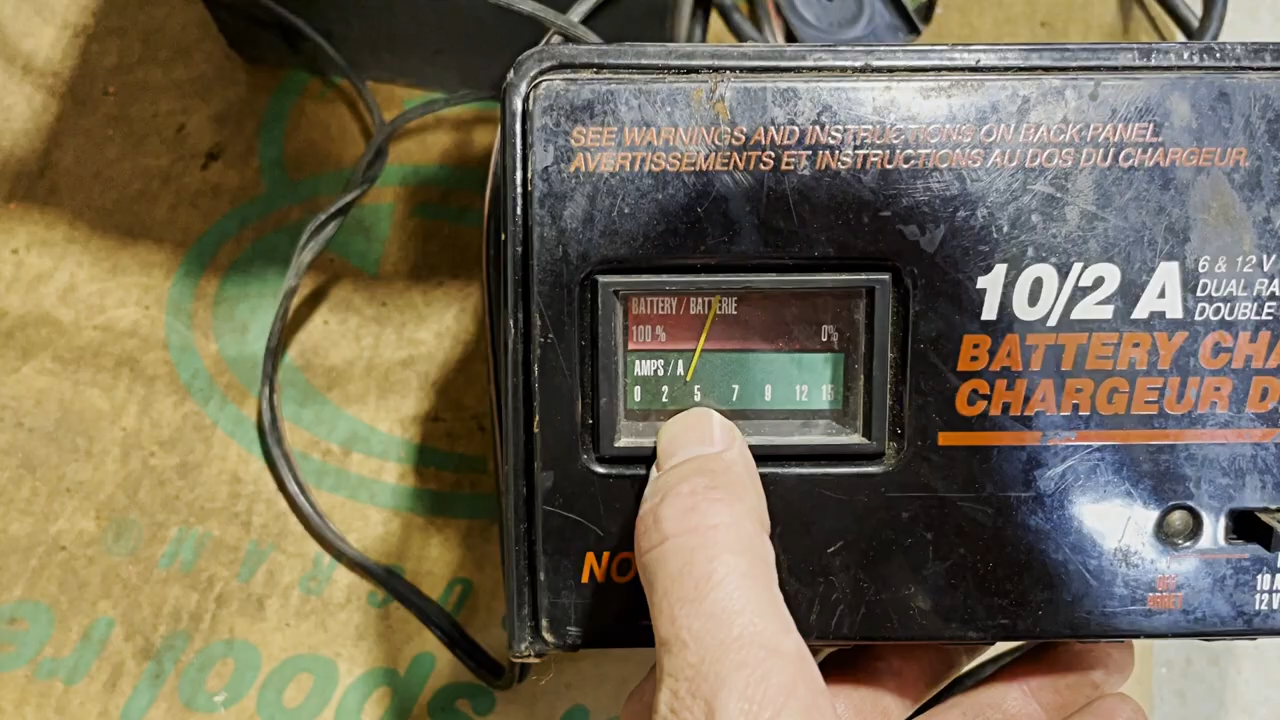 SEE WARNINGS AND INSTRUCTIONS ON BACK PANEL.
AVERTISSEMENTS ET INSTRUCTIONS AU DOS DU CHARGEUR.
BATTERY / BATTERIE
100 % 0%
AMPS / A
0 2 5 7 9 12 15
10/2 A
6 & 12 V
DUAL RA
DOUBLE
BATTERY CHA
CHARGEUR D
NO
ARRET
10 A
12 V
spool re